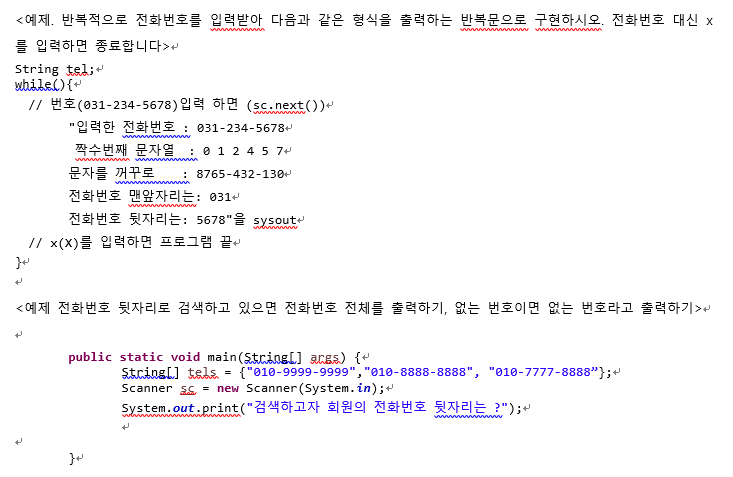 <예제. 반복적으로 전화번호를 입력받아 다음과 같은 형식을 출력하는 반복문으로 구현하시오. 전화번호 대신 x
를 입력하면 종료합니다>
String tel;
while(){
// 번호(031-234-5678)입력 하면 (sc.next())
"입력한 전화번호 : 031-234-5678
짝수번째 문자열 : 0 1 2 4 5 7
문자를 꺼꾸로 : 8765-432-130
전화번호 맨앞자리는: 031
전화번호 뒷자리는: 5678"을 sysout
// x(X)를 입력하면 프로그램 끝
}
<예제 전화번호 뒷자리로 검색하고 있으면 전화번호 전체를 출력하기, 없는 번호이면 없는 번호라고 출력하기>
public static void main(String[] args) {
String[] tels = {"010-9999-9999","010-8888-8888", "010-7777-8888”};
Scanner sc = new Scanner(System.in);
System.out.print("검색하고자 회원의 전화번호 뒷자리는 ?");
}